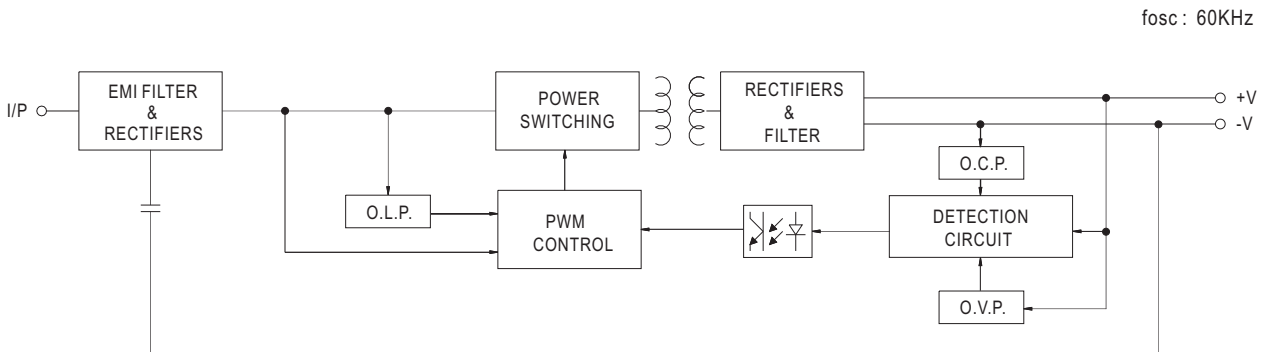 fosc : 60KHz
I/P
EMI FILTER
&
RECTIFIERS
POWER
SWITCHING
RECTIFIERS
&
FILTER
+V
-V
O.C.P.
O.L.P.
PWM
CONTROL
DETECTION
CIRCUIT
O.V.P.